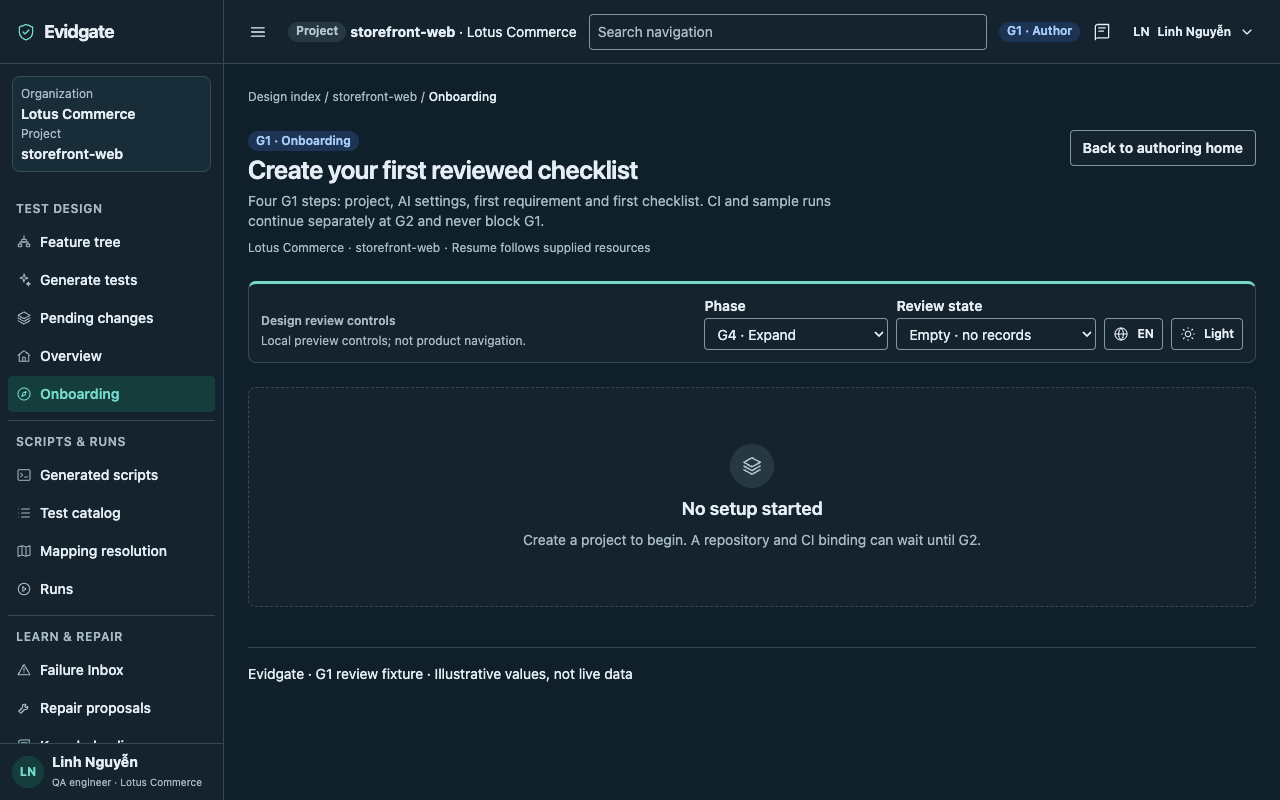 Evidgate
Project storefront-web · Lotus Commerce
Search navigation
G1 · Author
LN Linh Nguyễn
Organization
Lotus Commerce
Project
storefront-web
TEST DESIGN
Feature tree
Generate tests
Pending changes
Overview
Onboarding
SCRIPTS & RUNS
Generated scripts
Test catalog
Mapping resolution
Runs
LEARN & REPAIR
Failure Inbox
Repair proposals
LN
Linh Nguyễn
QA engineer · Lotus Commerce
Design index / storefront-web / Onboarding
G1 · Onboarding
Create your first reviewed checklist
Four G1 steps: project, AI settings, first requirement and first checklist. CI and sample runs
continue separately at G2 and never block G1.
Lotus Commerce · storefront-web · Resume follows supplied resources
Back to authoring home
Design review controls
Local preview controls; not product navigation.
Phase
G4 · Expand
Review state
Empty · no records
EN
Light
No setup started
Create a project to begin. A repository and CI binding can wait until G2.
Evidgate · G1 review fixture · Illustrative values, not live data